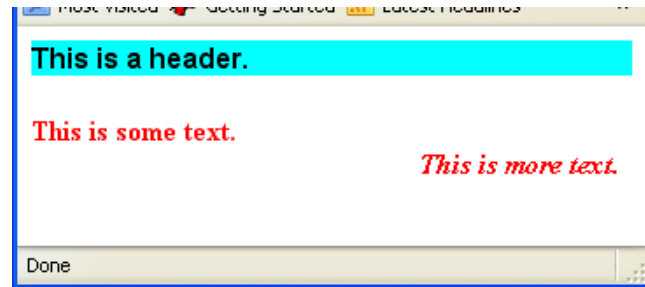 Most Visited Getting Started Latest Headlines
This is a header.
This is some text.
This is more text.
Done